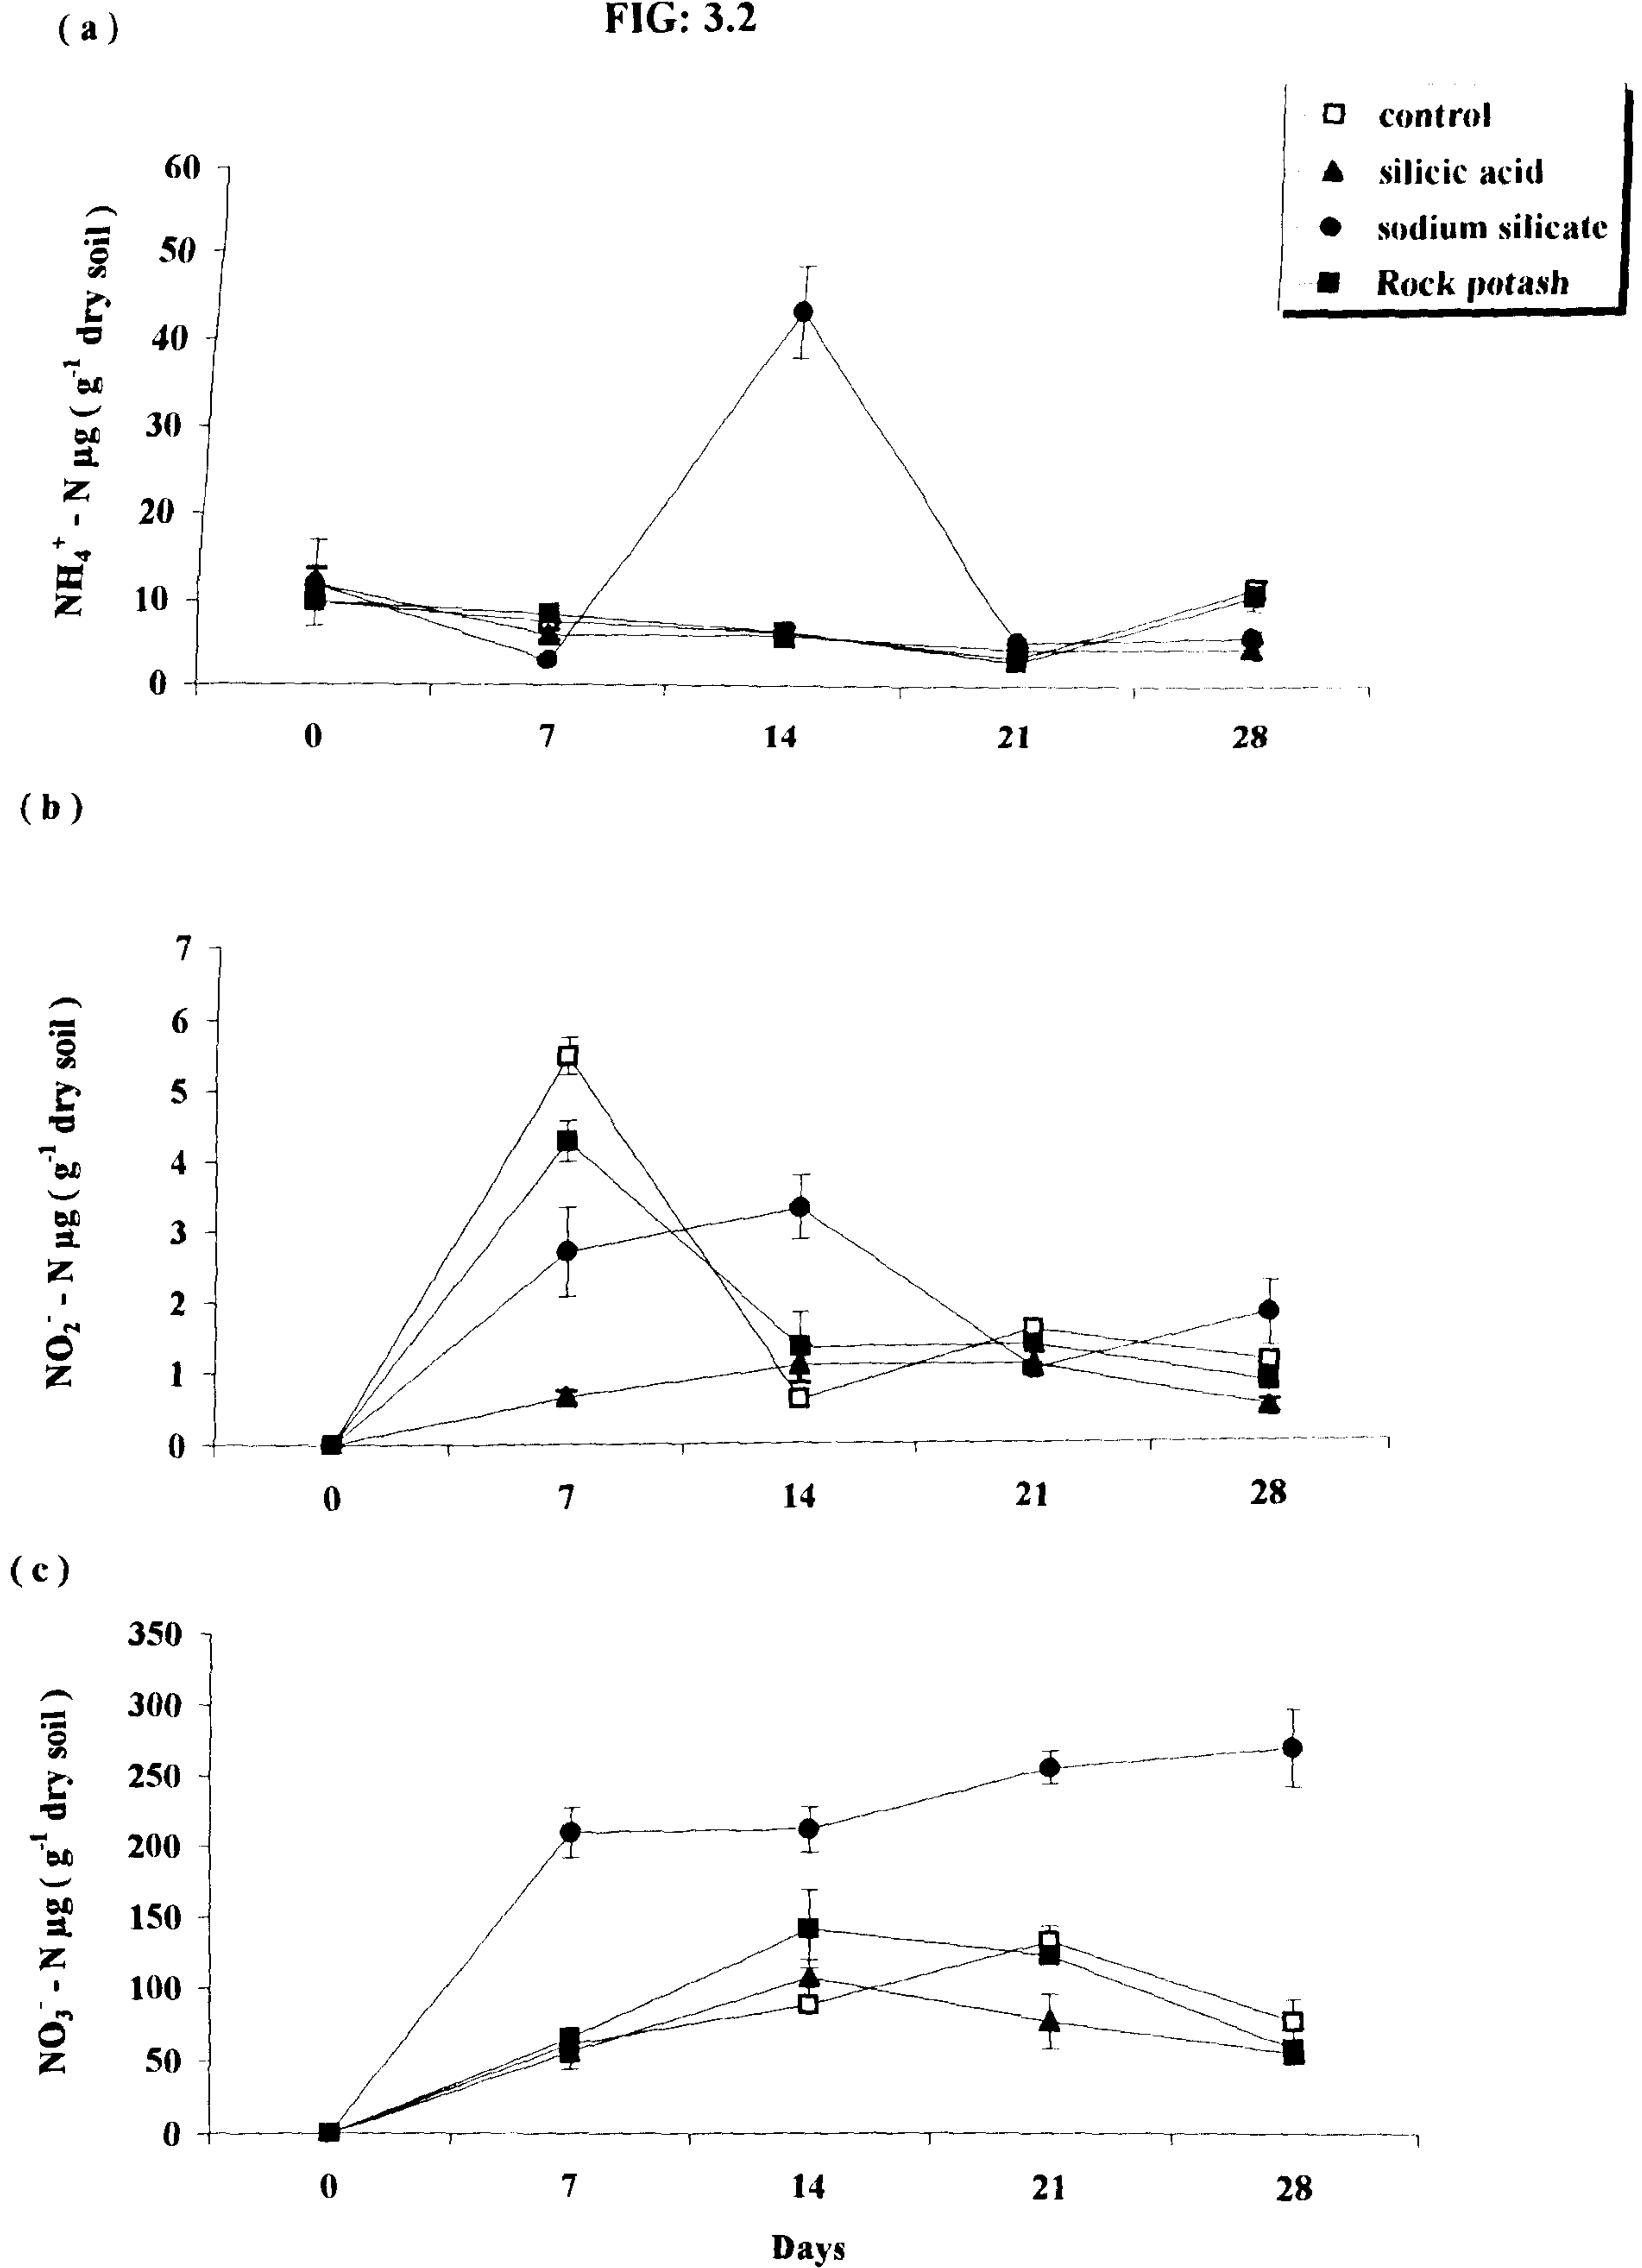 FIG: 3.2
( a )
control
silicic acid
sodium silicate
Rock potash
NH₄⁺ - N µg ( g⁻¹ dry soil )
60
50
40
30
20
10
0
0 7 14 21 28
( b )
NO₂⁻ - N µg ( g⁻¹ dry soil )
7
6
5
4
3
2
1
0
0 7 14 21 28
( c )
NO₃⁻ - N µg ( g⁻¹ dry soil )
350
300
250
200
150
100
50
0
0 7 14 21 28
Days